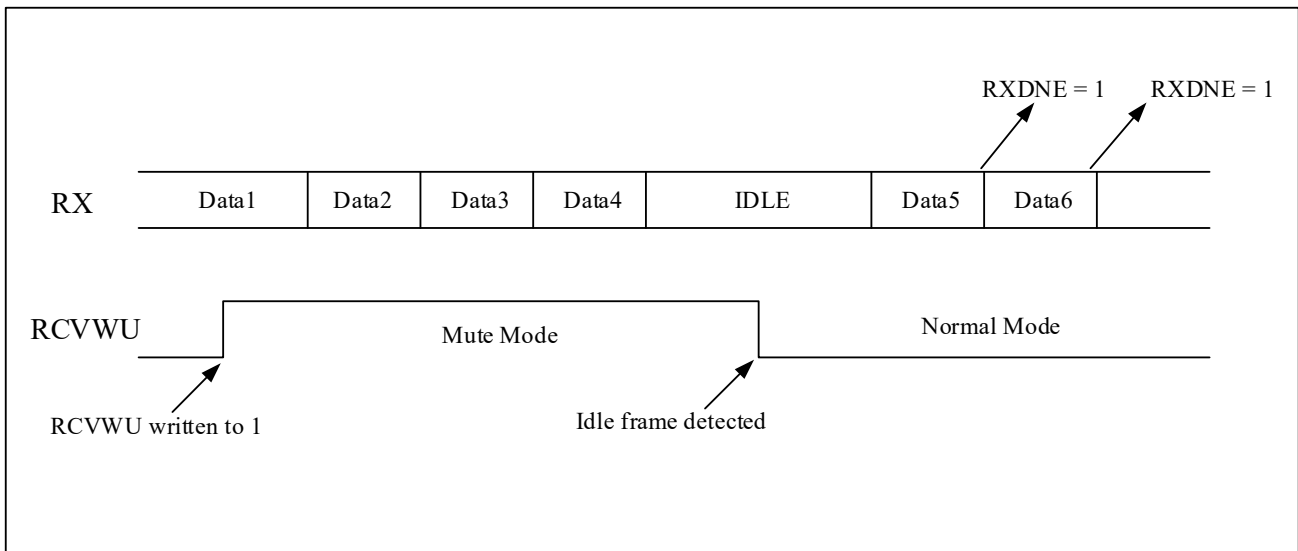 RXDNE = 1 RXDNE = 1
RX Data1 Data2 Data3 Data4 IDLE Data5 Data6
RCVWU Mute Mode Normal Mode
RCVWU written to 1 Idle frame detected